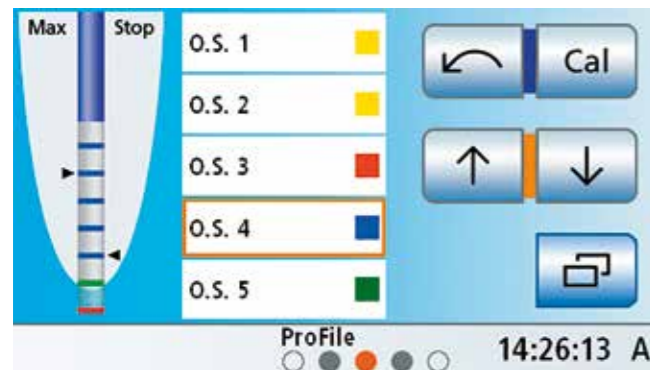 Max Stop
O.S. 1
O.S. 2
O.S. 3
O.S. 4
O.S. 5
Cal
ProFile
14:26:13 A